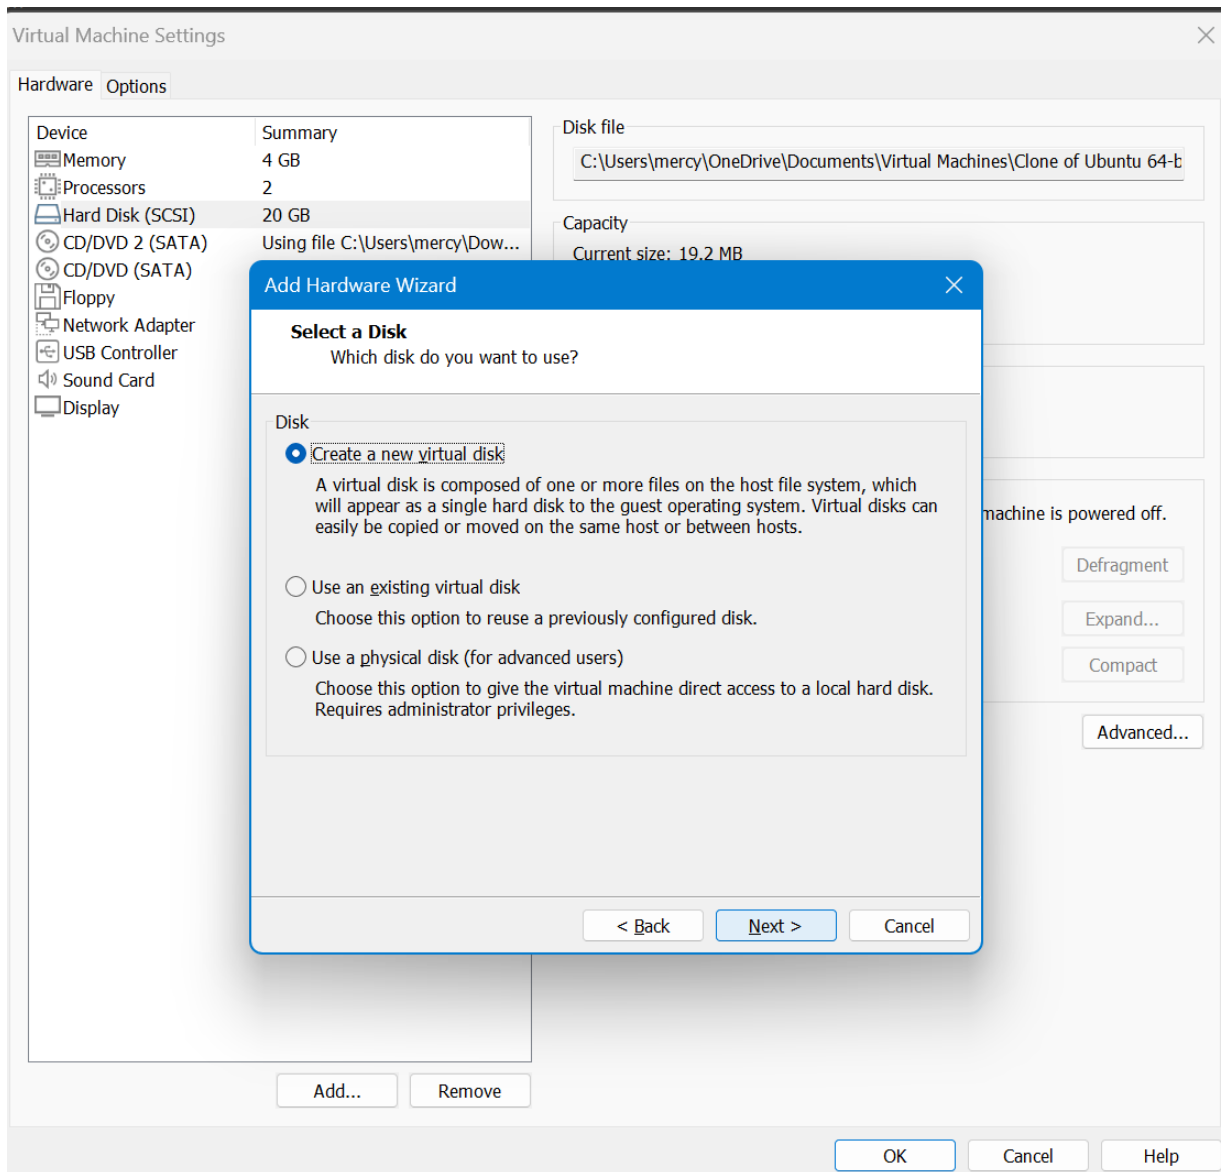 Virtual Machine Settings
Hardware Options
Device Summary
Memory 4 GB
Processors 2
Hard Disk (SCSI) 20 GB
CD/DVD 2 (SATA) Using file C:\Users\mercy\Dow...
CD/DVD (SATA)
Floppy
Network Adapter
USB Controller
Sound Card
Display
Add... Remove
Disk file
C:\Users\mercy\OneDrive\Documents\Virtual Machines\Clone of Ubuntu 64-b
Capacity
Current size: 19.2 MB
machine is powered off.
Defragment
Expand...
Compact
Advanced...
Add Hardware Wizard
Select a Disk
Which disk do you want to use?
Disk
Create a new virtual disk
A virtual disk is composed of one or more files on the host file system, which
will appear as a single hard disk to the guest operating system. Virtual disks can
easily be copied or moved on the same host or between hosts.
Use an existing virtual disk
Choose this option to reuse a previously configured disk.
Use a physical disk (for advanced users)
Choose this option to give the virtual machine direct access to a local hard disk.
Requires administrator privileges.
< Back Next > Cancel
OK Cancel Help